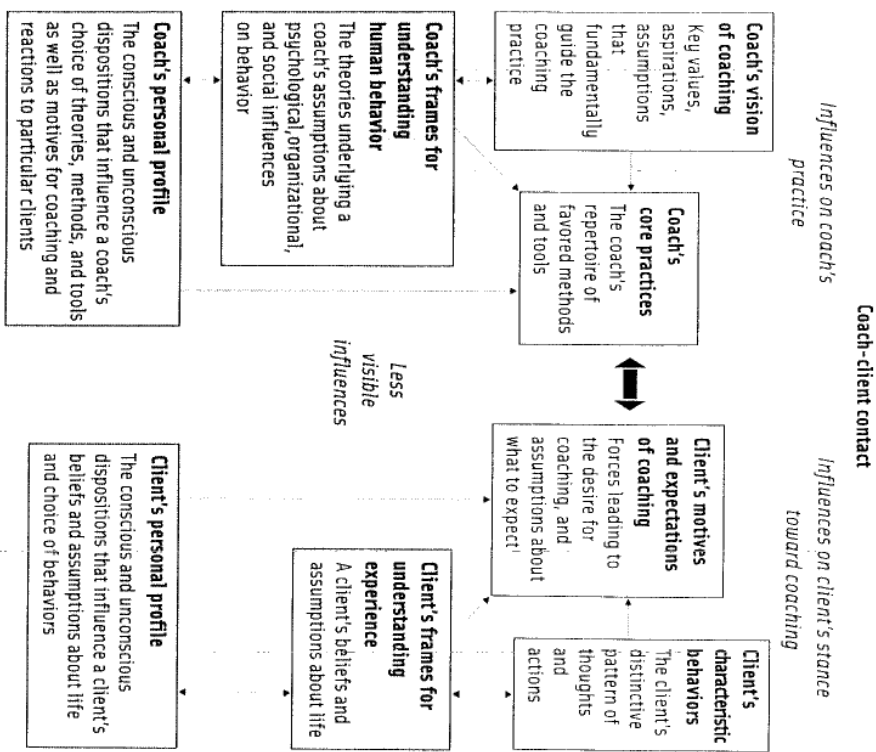 Coach-client contact
Influences on coach's
practice
Influences on client's stance
toward coaching
Coach's vision
of coaching
Key values,
aspirations,
assumptions
that
fundamentally
guide the
coaching
practice
Coach's
core practices
The coach's
repertoire of
favored methods
and tools
Client's motives
and expectations
of coaching
Forces leading to
the desire for
coaching, and
assumptions about
what to expect
Client's
characteristic
behaviors
The client's
distinctive
pattern of
thoughts
and
actions
Coach's frames for
understanding
human behavior
The theories underlying a
coach's assumptions about
psychological, organizational,
and social influences
on behavior
Less
visible
influences
Client's frames for
understanding
experience
A client's beliefs and
assumptions about life
Coach's personal profile
The conscious and unconscious
dispositions that influence a coach's
choice of theories, methods, and tools
as well as motives for coaching and
reactions to particular clients
Client's personal profile
The conscious and unconscious
dispositions that influence a client's
beliefs and assumptions about life
and choice of behaviors